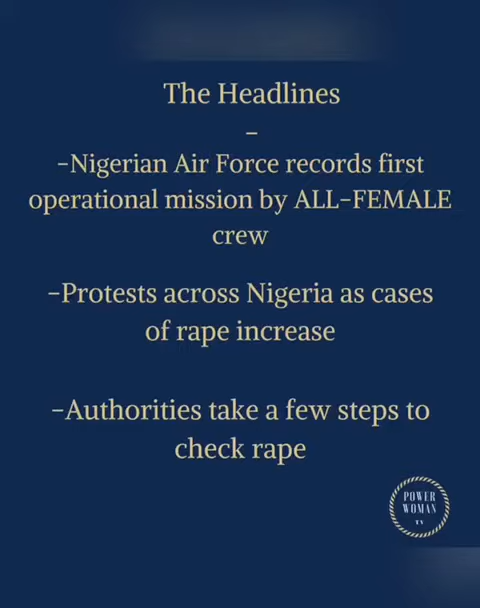 The Headlines
–
-Nigerian Air Force records first
operational mission by ALL-FEMALE
crew
-Protests across Nigeria as cases
of rape increase
-Authorities take a few steps to
check rape
POWER
WOMAN
TV